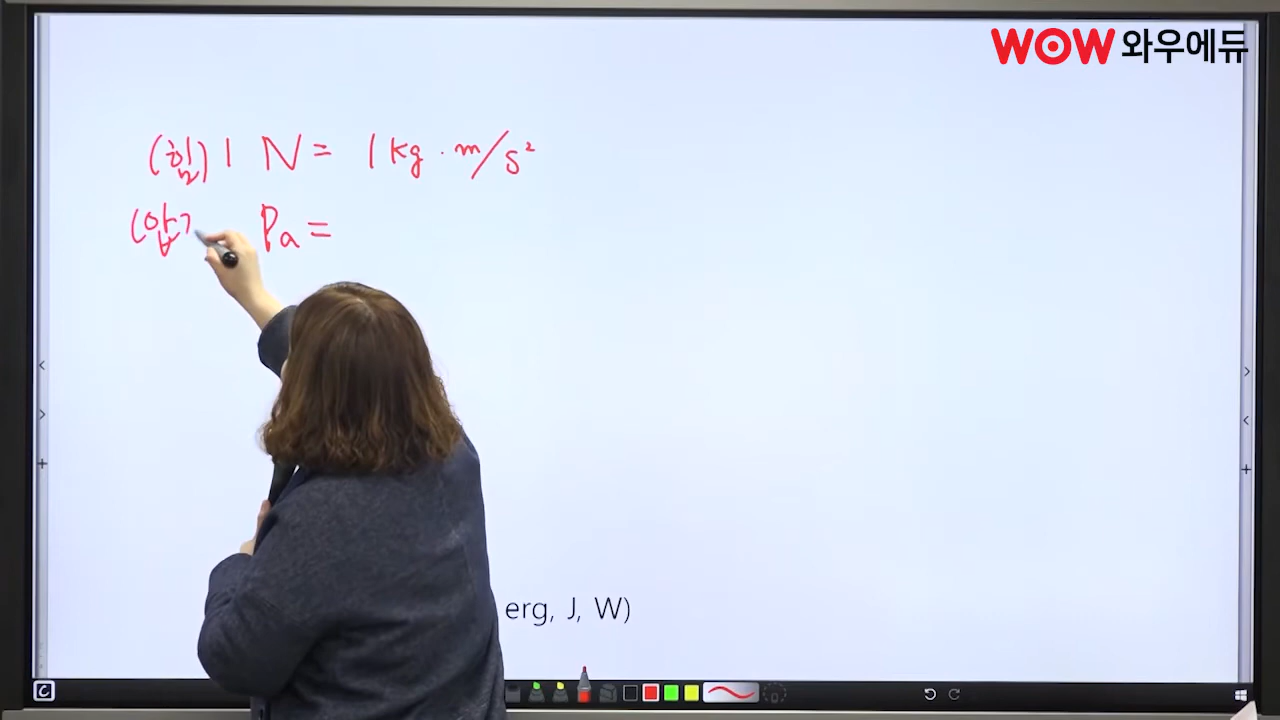 WOW 와우에듀
(힘) 1 N = 1 kg · m/s²
(압 Pa =
erg, J, W)